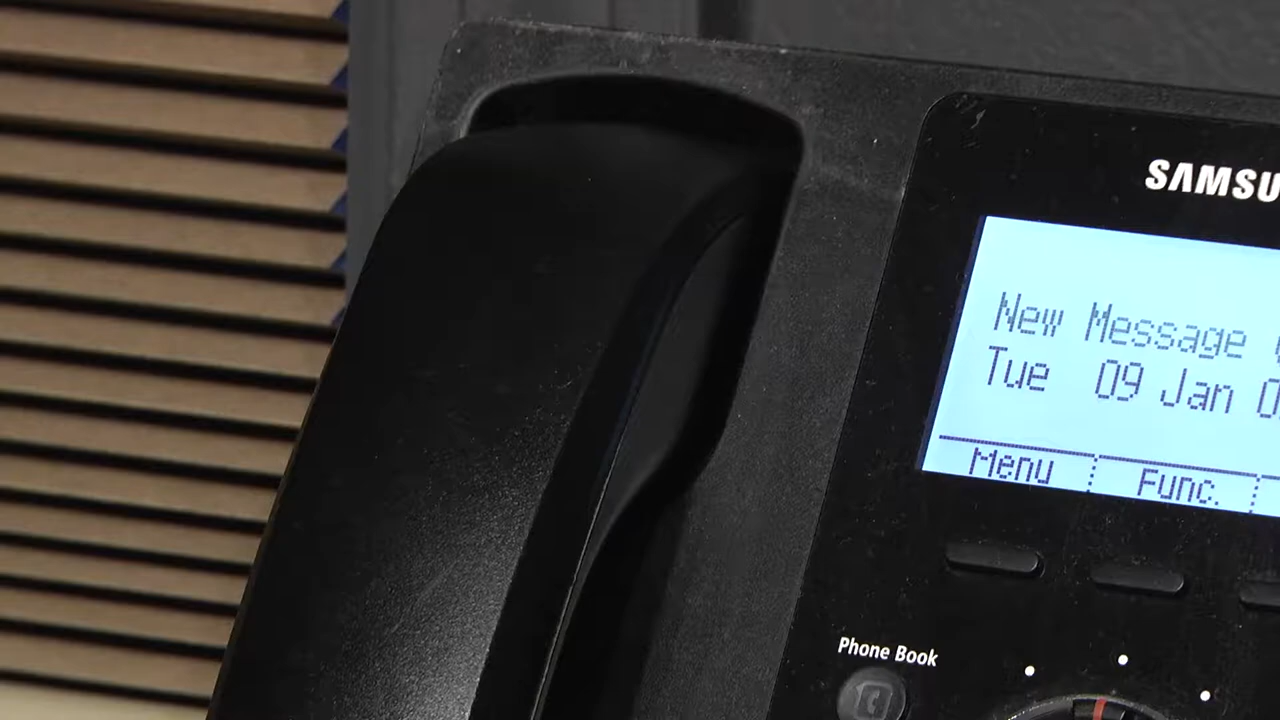 SAMSU
New Message
Tue 09 Jan
Menu Func.
Phone Book